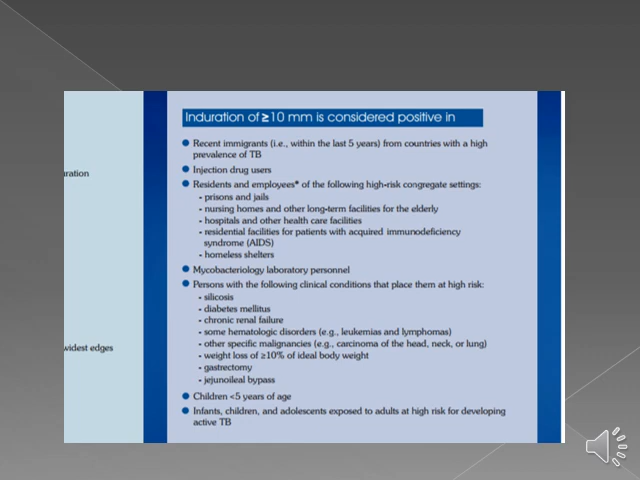 Induration of ≥10 mm is considered positive in
● Recent immigrants (i.e., within the last 5 years) from countries with a high
prevalence of TB
● Injection drug users
● Residents and employees* of the following high-risk congregate settings:
- prisons and jails
- nursing homes and other long-term facilities for the elderly
- hospitals and other health care facilities
- residential facilities for patients with acquired immunodeficiency
syndrome (AIDS)
- homeless shelters
● Mycobacteriology laboratory personnel
● Persons with the following clinical conditions that place them at high risk:
- silicosis
- diabetes mellitus
- chronic renal failure
- some hematologic disorders (e.g., leukemias and lymphomas)
- other specific malignancies (e.g., carcinoma of the head, neck, or lung)
- weight loss of ≥10% of ideal body weight
- gastrectomy
- jejunoileal bypass
● Children <5 years of age
● Infants, children, and adolescents exposed to adults at high risk for developing
active TB
uration
widest edges